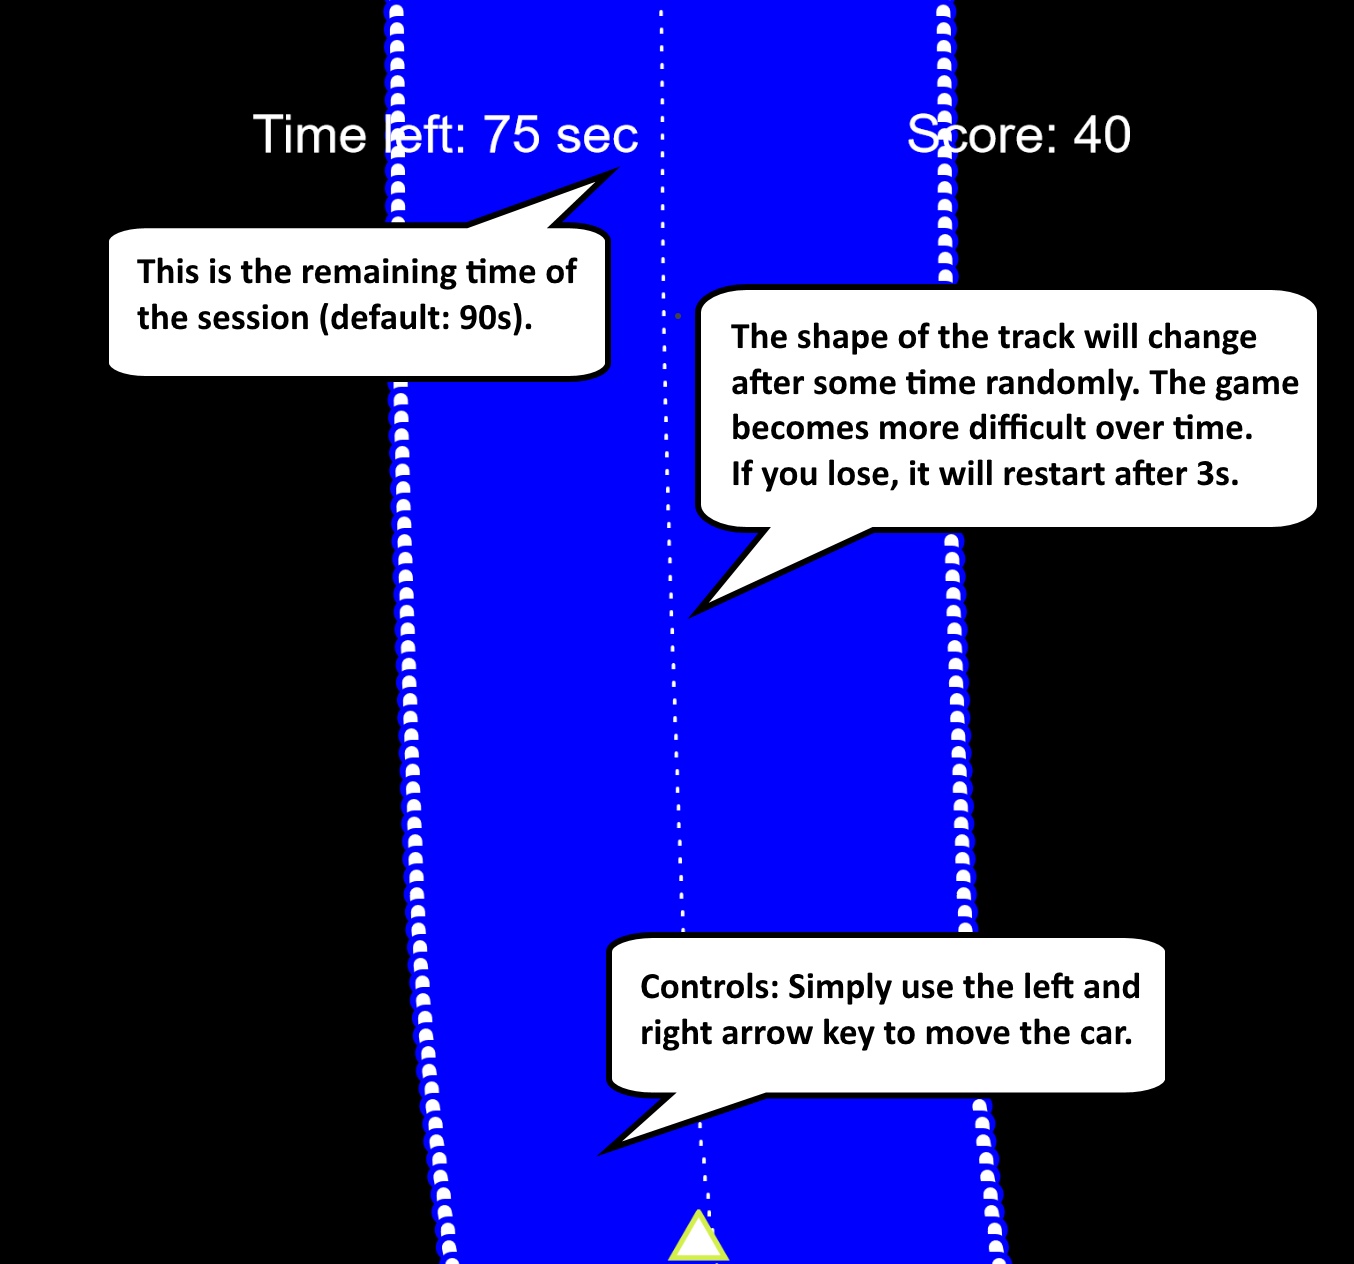 Time left: 75 sec
Score: 40
This is the remaining time of
the session (default: 90s).
The shape of the track will change
after some time randomly. The game
becomes more difficult over time.
If you lose, it will restart after 3s.
Controls: Simply use the left and
right arrow key to move the car.